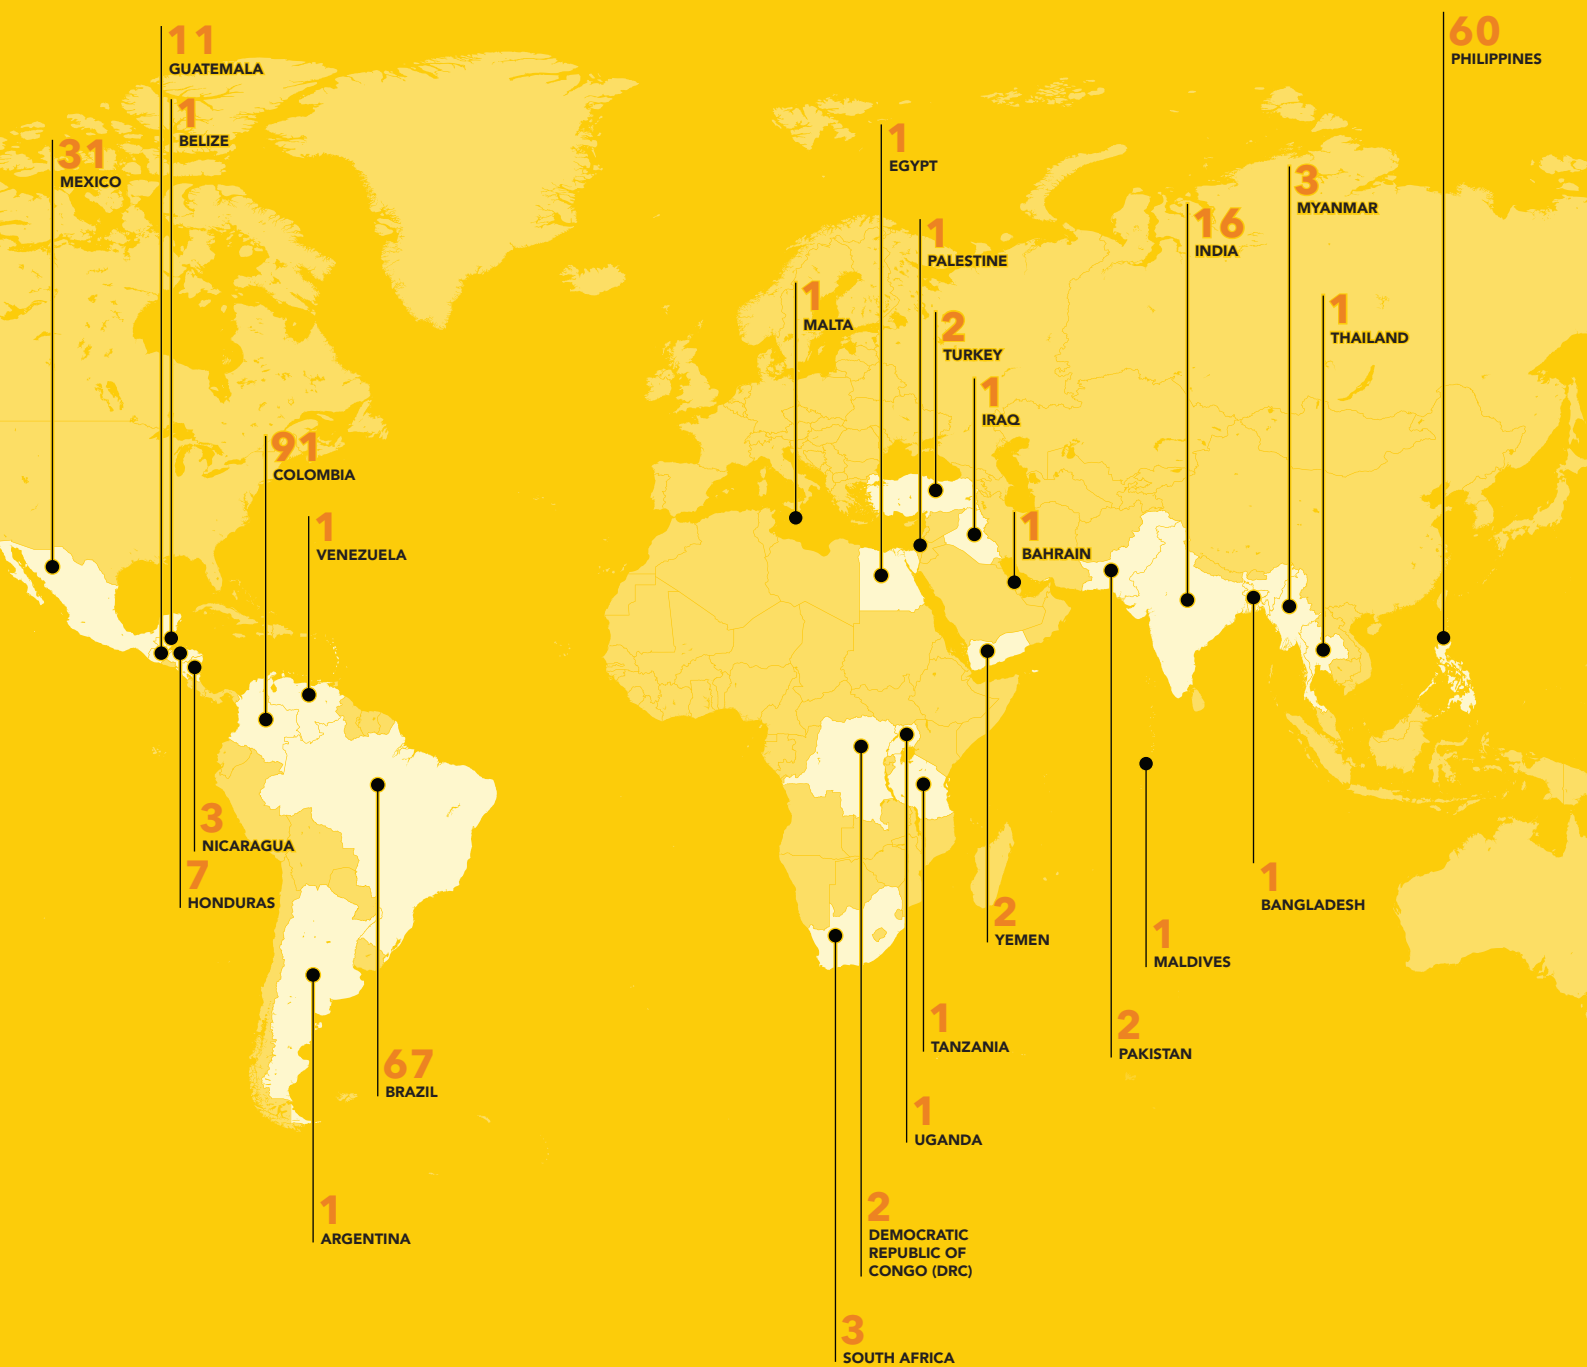 11
GUATEMALA
60
PHILIPPINES
1
BELIZE
31
MEXICO
1
EGYPT
3
MYANMAR
16
INDIA
1
PALESTINE
1
MALTA
2
TURKEY
1
THAILAND
1
IRAQ
91
COLOMBIA
1
VENEZUELA
1
BAHRAIN
3
NICARAGUA
7
HONDURAS
1
BANGLADESH
2
YEMEN
1
MALDIVES
1
TANZANIA
2
PAKISTAN
67
BRAZIL
1
UGANDA
1
ARGENTINA
2
DEMOCRATIC
REPUBLIC OF
CONGO (DRC)
3
SOUTH AFRICA